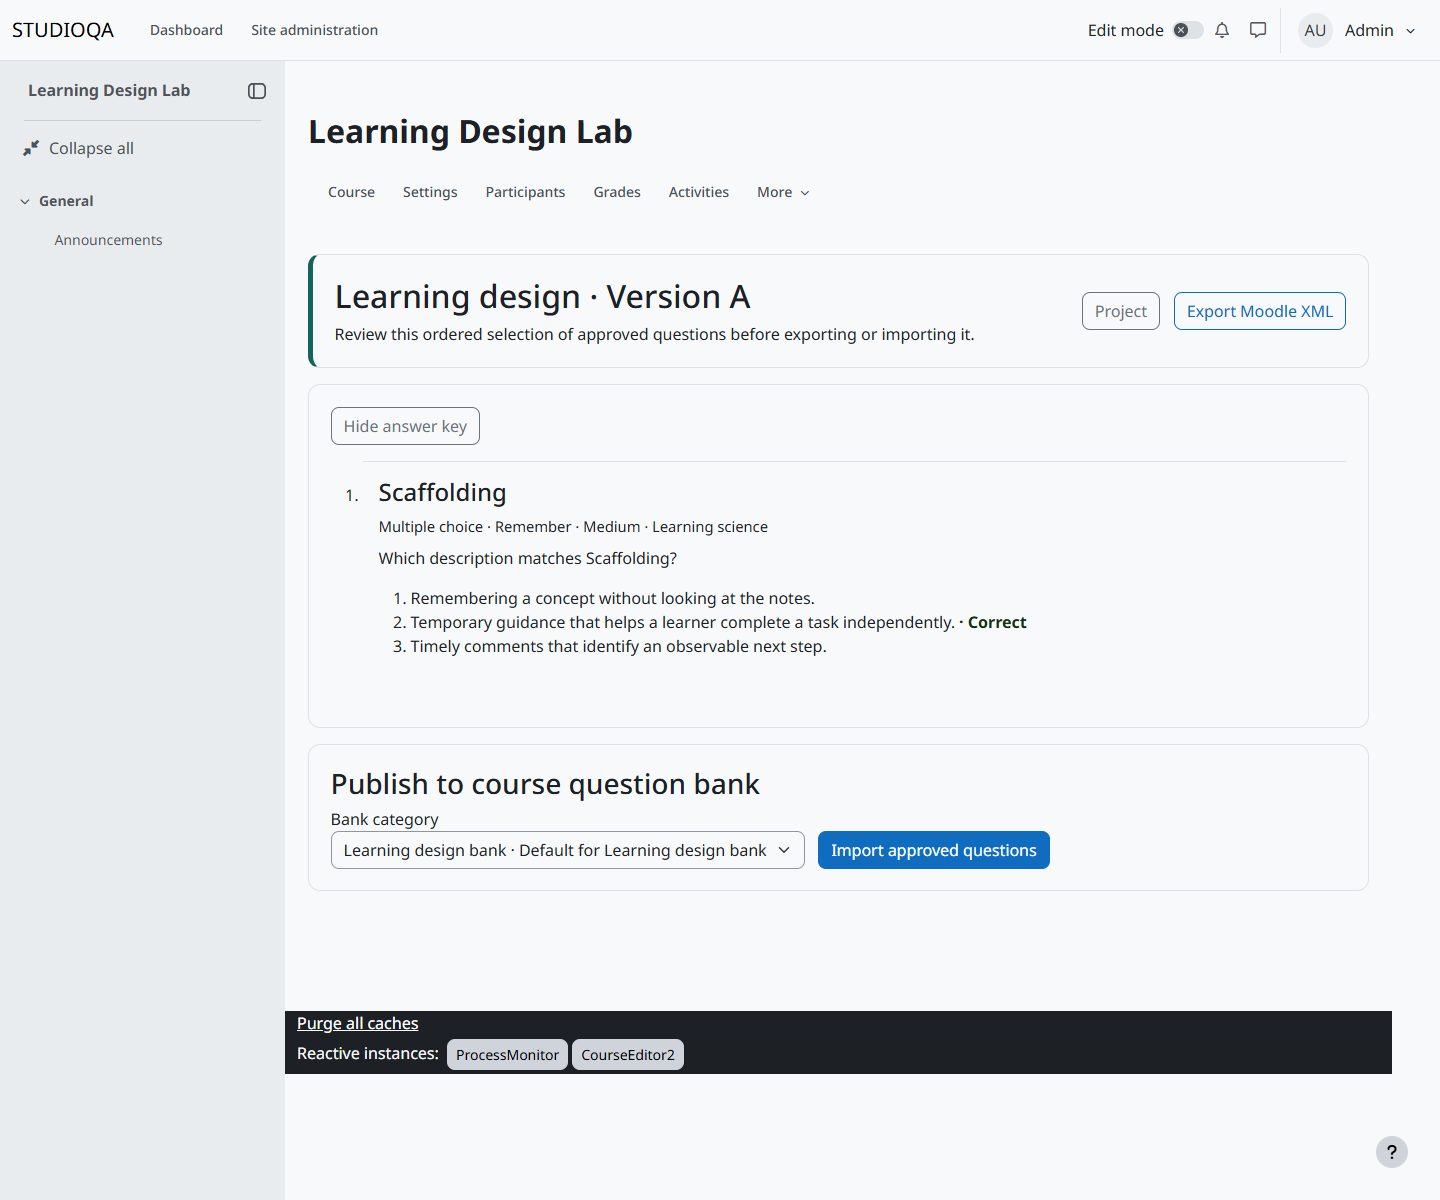 STUDIOQA
Dashboard
Site administration
Edit mode
AU
Admin
Learning Design Lab
Collapse all
General
Announcements
Learning Design Lab
Course
Settings
Participants
Grades
Activities
More
Learning design · Version A
Review this ordered selection of approved questions before exporting or importing it.
Project
Export Moodle XML
Hide answer key
1. Scaffolding
Multiple choice · Remember · Medium · Learning science
Which description matches Scaffolding?
1. Remembering a concept without looking at the notes.
2. Temporary guidance that helps a learner complete a task independently. · Correct
3. Timely comments that identify an observable next step.
Publish to course question bank
Bank category
Learning design bank · Default for Learning design bank
Import approved questions
Purge all caches
Reactive instances: ProcessMonitor CourseEditor2
?